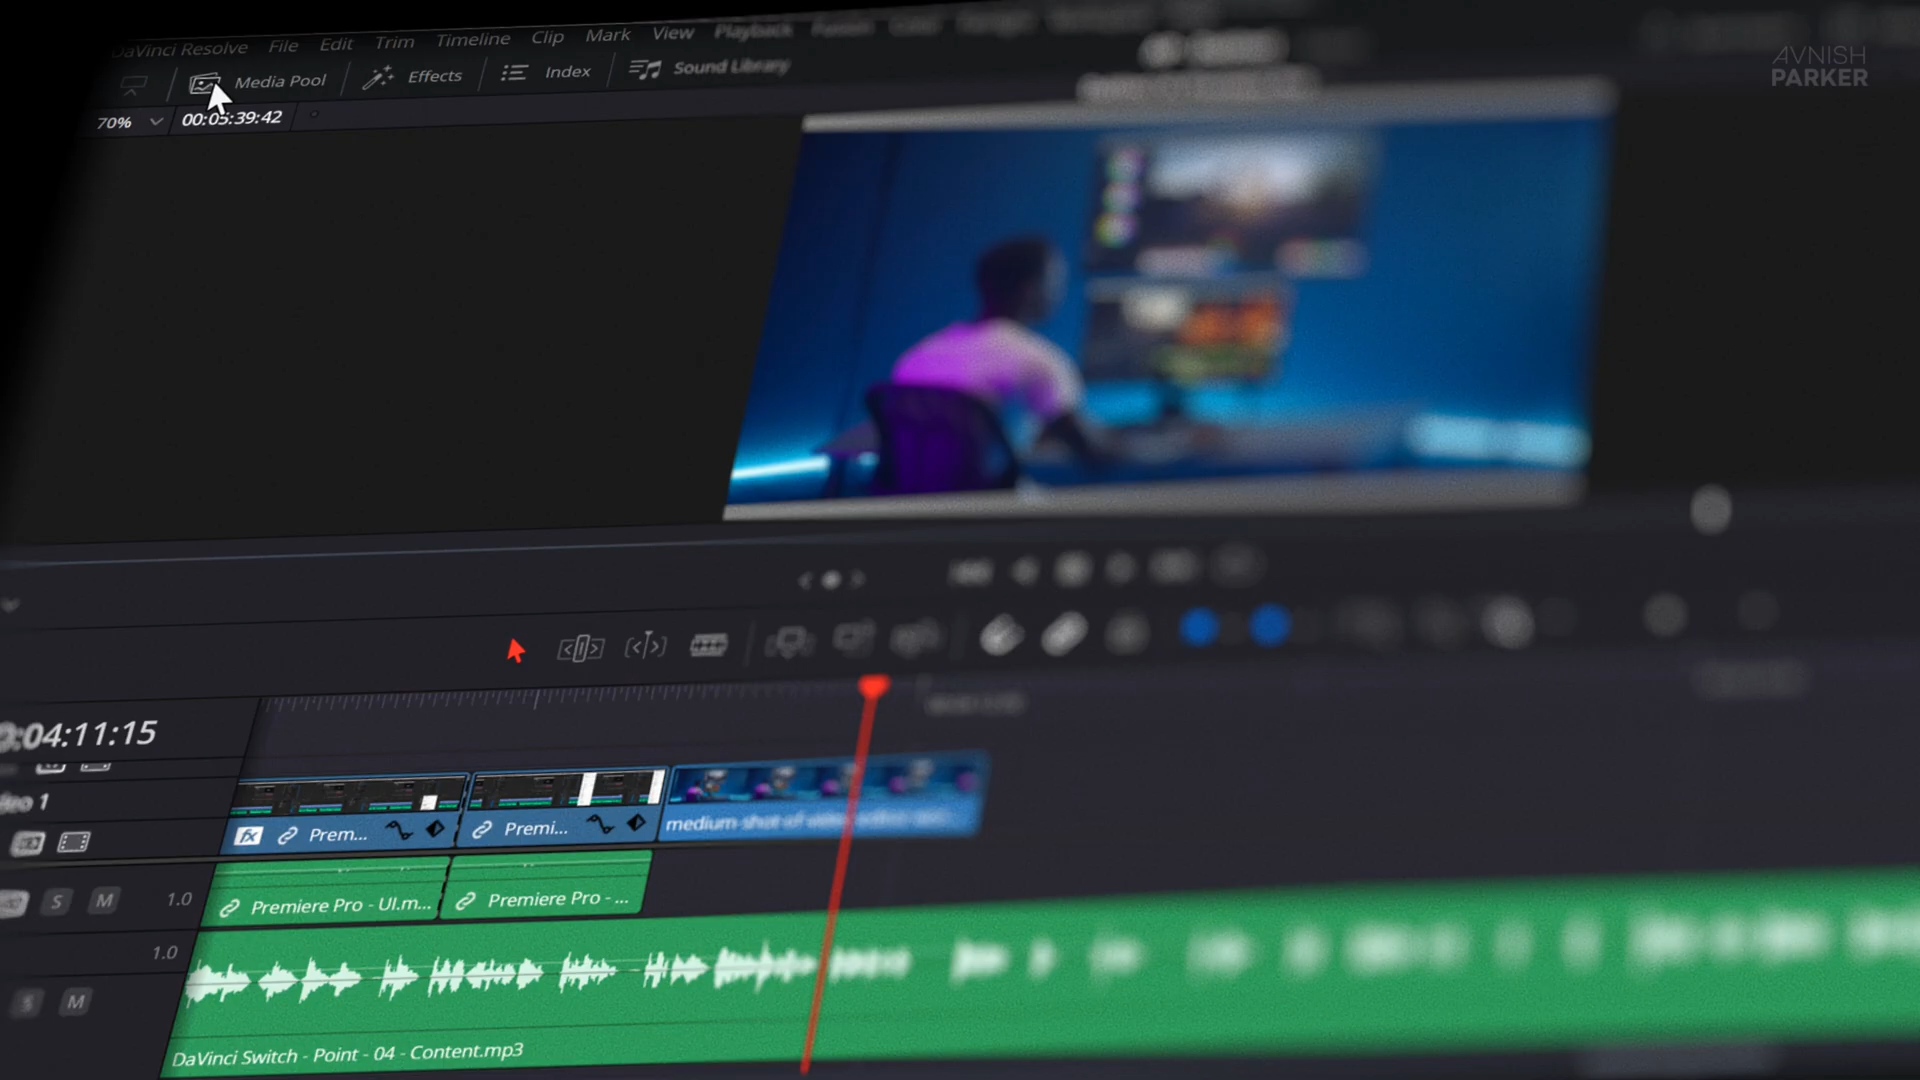 DaVinci Resolve File Edit Trim Timeline Clip Mark View Playback Fusion Color
AVNISH
PARKER
Media Pool Effects Index Sound Library
70% 00:05:39:42
:04:11:15
eo 1
Prem... Premi... medium-shot of video editor
S M 1.0
Premiere Pro - UI.m... Premiere Pro - ...
1.0
S M
DaVinci Switch - Point - 04 - Content.mp3